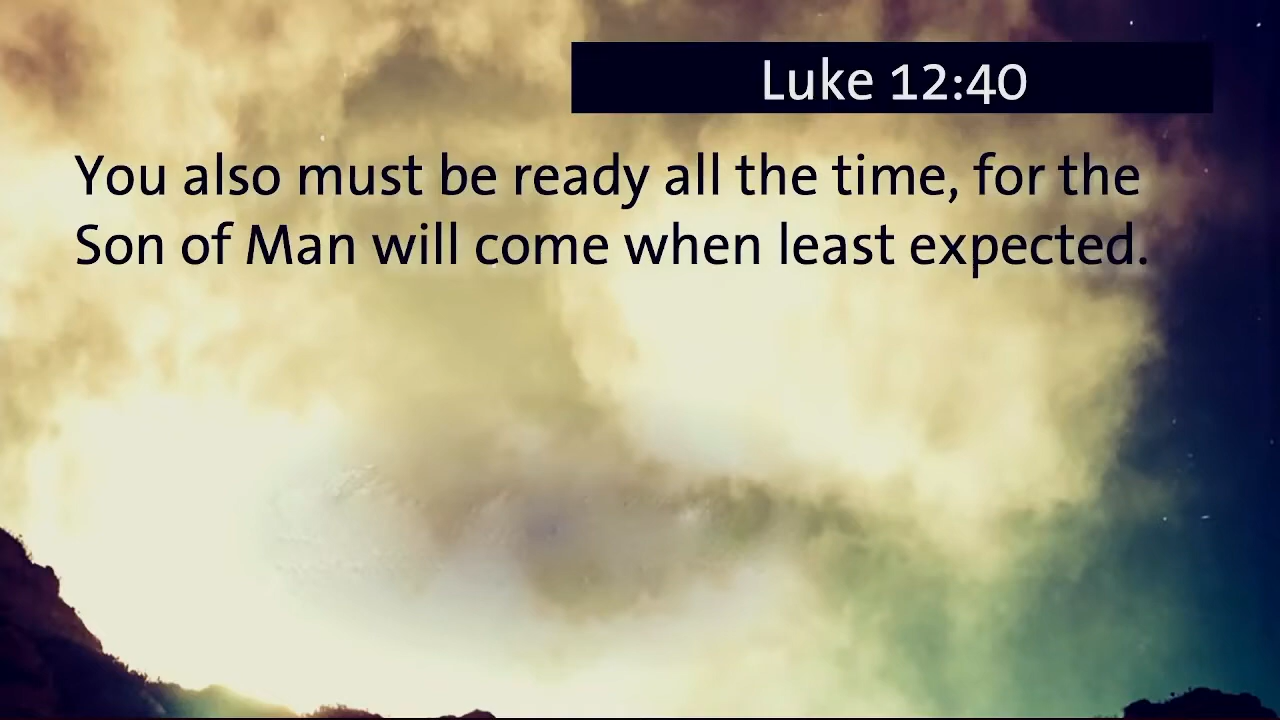 Luke 12:40
You also must be ready all the time, for the
Son of Man will come when least expected.